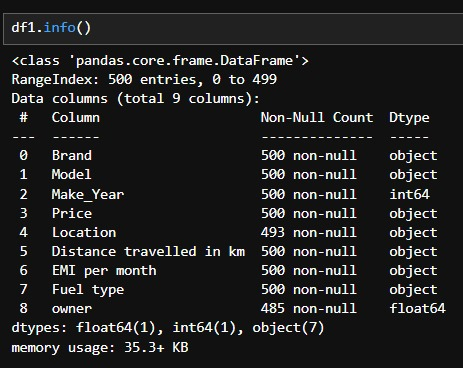 df1.info()
<class 'pandas.core.frame.DataFrame'>
RangeIndex: 500 entries, 0 to 499
Data columns (total 9 columns):
 #   Column                    Non-Null Count  Dtype
---  ------                    --------------  -----
 0   Brand                     500 non-null    object
 1   Model                     500 non-null    object
 2   Make_Year                 500 non-null    int64
 3   Price                     500 non-null    object
 4   Location                  493 non-null    object
 5   Distance travelled in km  500 non-null    object
 6   EMI per month             500 non-null    object
 7   Fuel type                 500 non-null    object
 8   owner                     485 non-null    float64
dtypes: float64(1), int64(1), object(7)
memory usage: 35.3+ KB